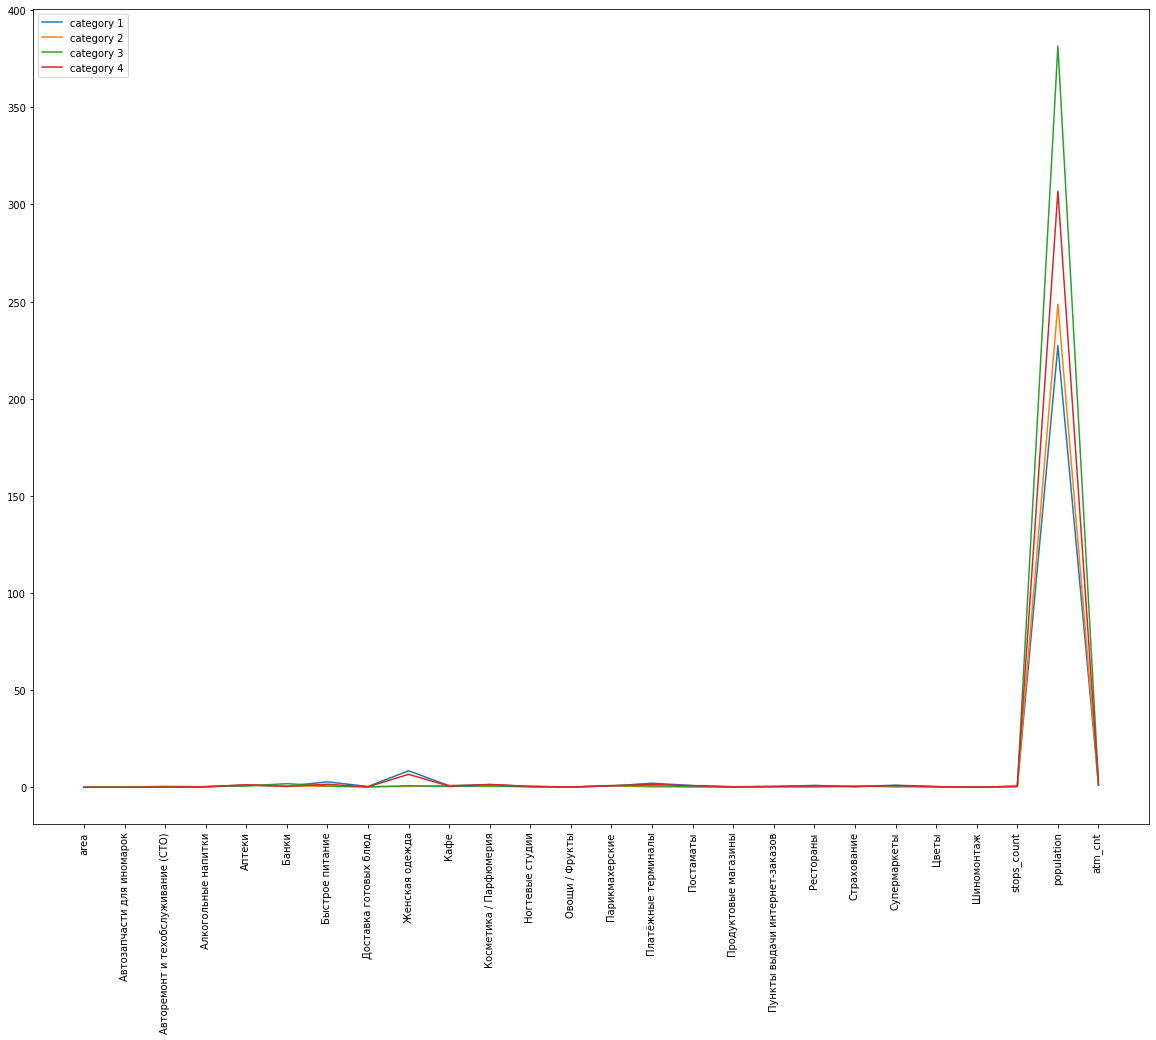 category 1
category 2
category 3
category 4
400
350
300
250
200
150
100
50
0
area
Автозапчасти для иномарок
Авторемонт и техобслуживание (СТО)
Алкогольные напитки
Аптеки
Банки
Быстрое питание
Доставка готовых блюд
Женская одежда
Кафе
Косметика / Парфюмерия
Ногтевые студии
Овощи / Фрукты
Парикмахерские
Платёжные терминалы
Постаматы
Продуктовые магазины
Пункты выдачи интернет-заказов
Рестораны
Страхование
Супермаркеты
Цветы
Шиномонтаж
stops_count
population
atm_cnt